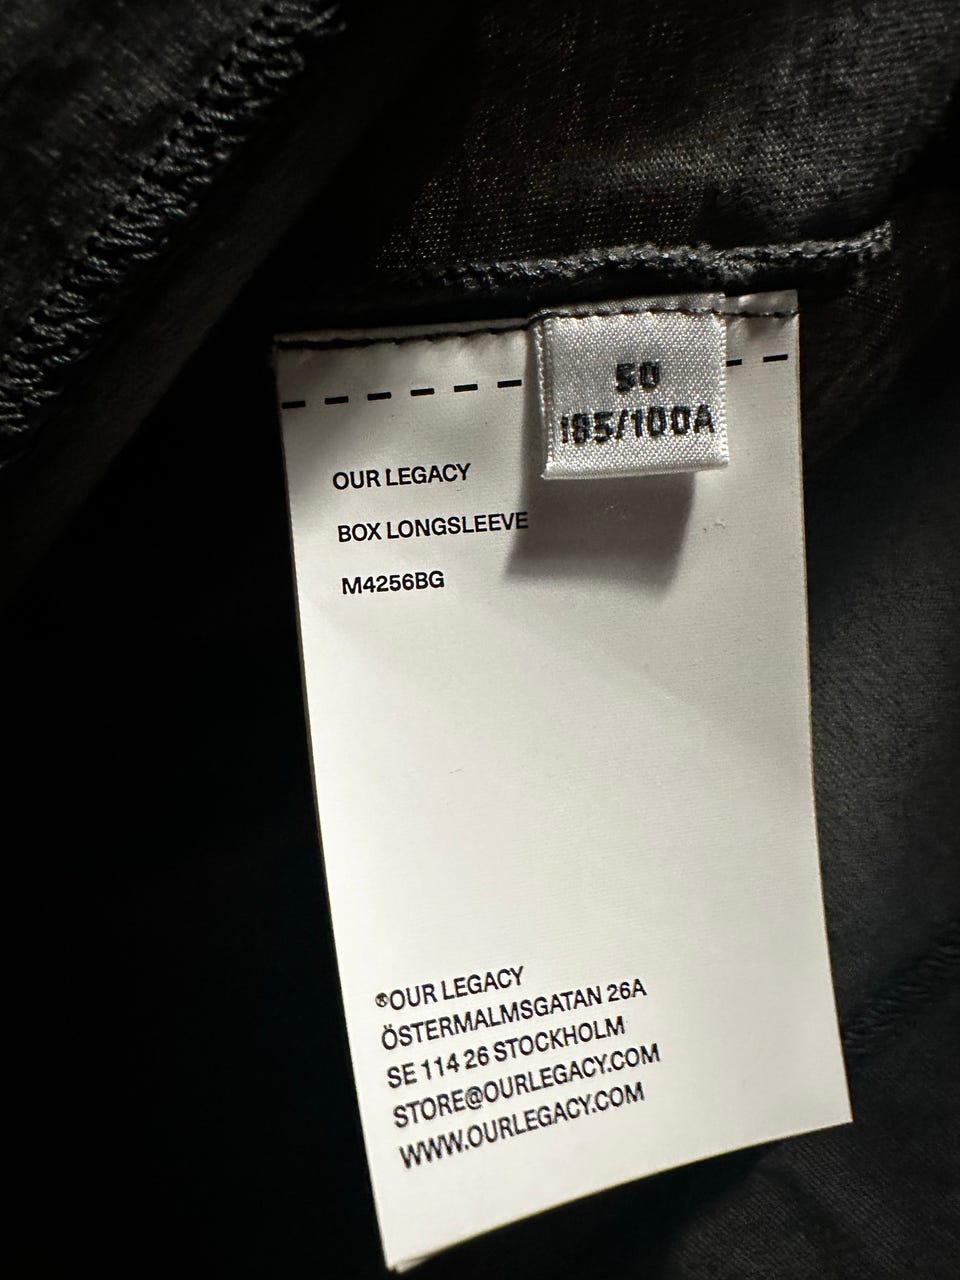 50
185/100A
OUR LEGACY
BOX LONGSLEEVE
M4256BG
®OUR LEGACY
ÖSTERMALMSGATAN 26A
SE 114 26 STOCKHOLM
STORE@OURLEGACY.COM
WWW.OURLEGACY.COM